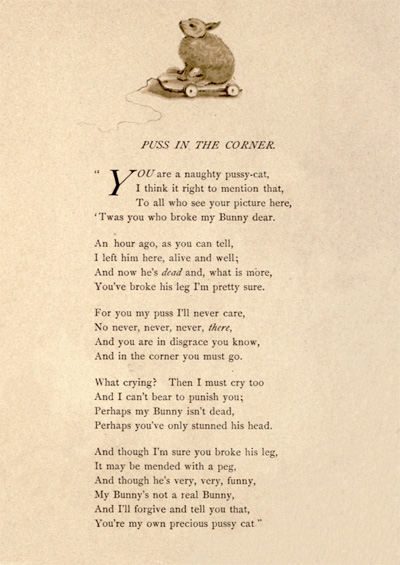 PUSS IN THE CORNER.
" YOU are a naughty pussy-cat,
I think it right to mention that,
To all who see your picture here,
'Twas you who broke my Bunny dear.
An hour ago, as you can tell,
I left him here, alive and well;
And now he's dead and, what is more,
You've broke his leg I'm pretty sure.
For you my puss I'll never care,
No never, never, never, there,
And you are in disgrace you know,
And in the corner you must go.
What crying? Then I must cry too
And I can't bear to punish you;
Perhaps my Bunny isn't dead,
Perhaps you've only stunned his head.
And though I'm sure you broke his leg,
It may be mended with a peg,
And though he's very, very, funny,
My Bunny's not a real Bunny,
And I'll forgive and tell you that,
You're my own precious pussy cat "